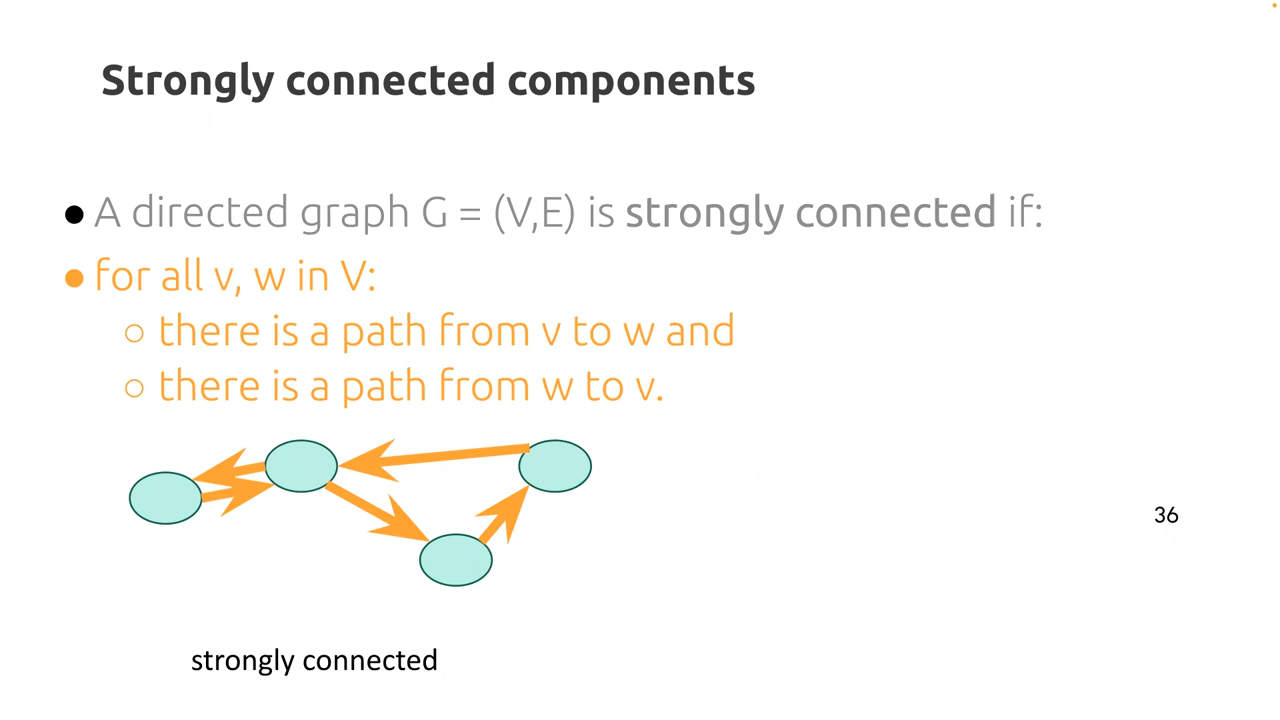 Strongly connected components
● A directed graph G = (V,E) is strongly connected if:
● for all v, w in V:
○ there is a path from v to w and
○ there is a path from w to v.
36
strongly connected